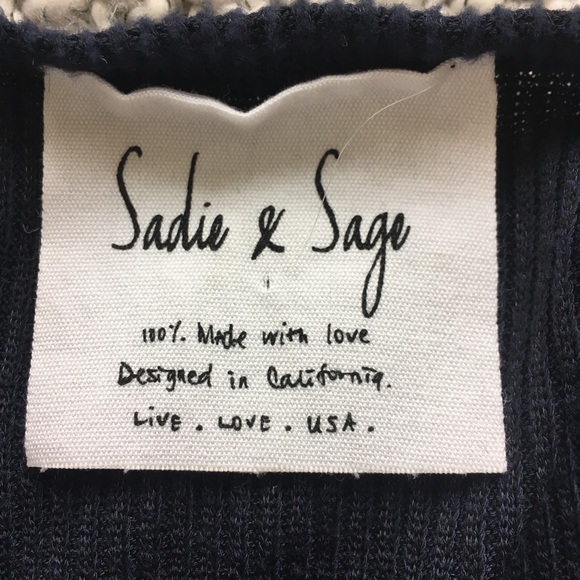 Sadie & Sage
100% Made with love
Designed in California.
LIVE . LOVE . USA .